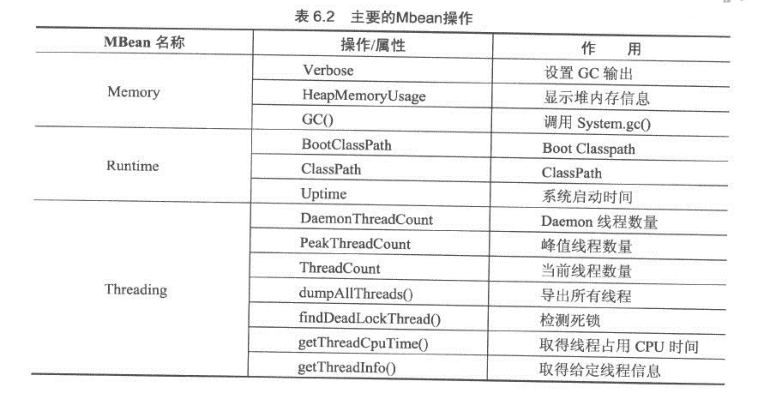 表 6.2 主要的Mbean操作
MBean 名称 操作/属性 作 用
Memory Verbose 设置 GC 输出
HeapMemoryUsage 显示堆内存信息
GC() 调用 System.gc()
Runtime BootClassPath Boot Classpath
ClassPath ClassPath
Uptime 系统启动时间
Threading DaemonThreadCount Daemon 线程数量
PeakThreadCount 峰值线程数量
ThreadCount 当前线程数量
dumpAllThreads() 导出所有线程
findDeadLockThread() 检测死锁
getThreadCpuTime() 取得线程占用 CPU 时间
getThreadInfo() 取得给定线程信息